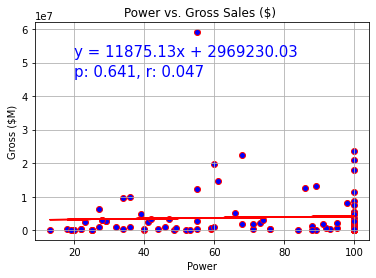 Power vs. Gross Sales ($)
1e7
y = 11875.13x + 2969230.03
p: 0.641, r: 0.047
6
5
4
3
2
1
0
Gross ($M)
20
40
60
80
100
Power